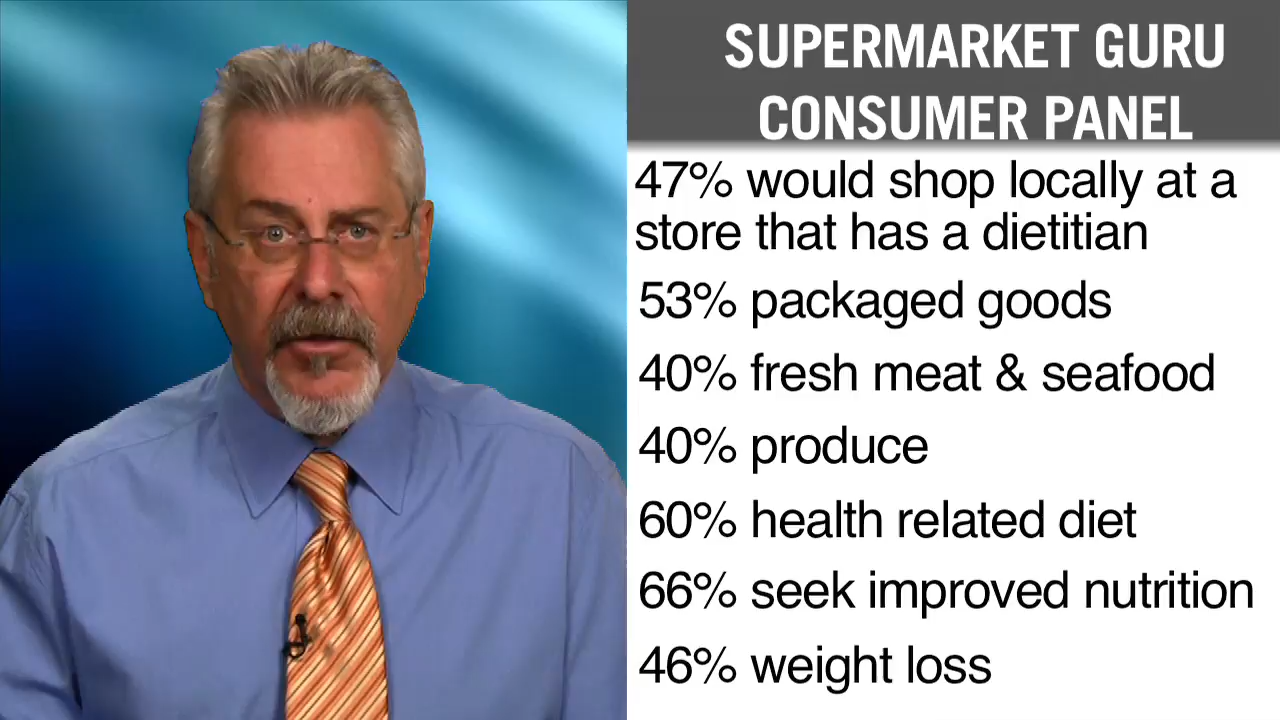 SUPERMARKET GURU
CONSUMER PANEL
47% would shop locally at a
store that has a dietitian
53% packaged goods
40% fresh meat & seafood
40% produce
60% health related diet
66% seek improved nutrition
46% weight loss